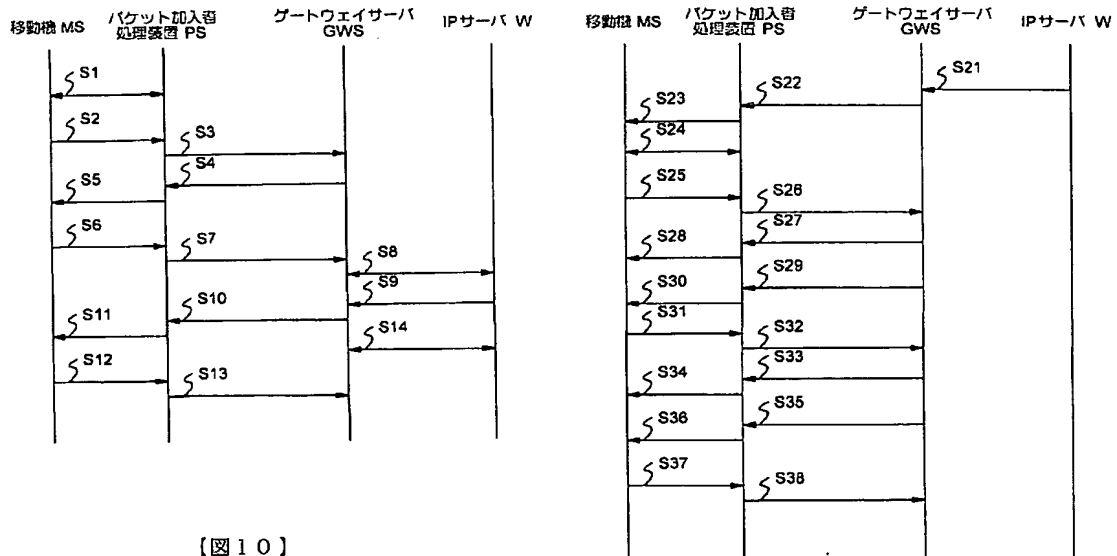 移動機 MS
パケット加入者
処理装置 PS
ゲートウェイサーバ
GWS
IPサーバ W
S1
S2
S3
S4
S5
S6
S7
S8
S9
S10
S11
S14
S12
S13
【図10】
移動機 MS
パケット加入者
処理装置 PS
ゲートウェイサーバ
GWS
IPサーバ W
S21
S22
S23
S24
S25
S26
S27
S28
S29
S30
S31
S32
S33
S34
S35
S36
S37
S38